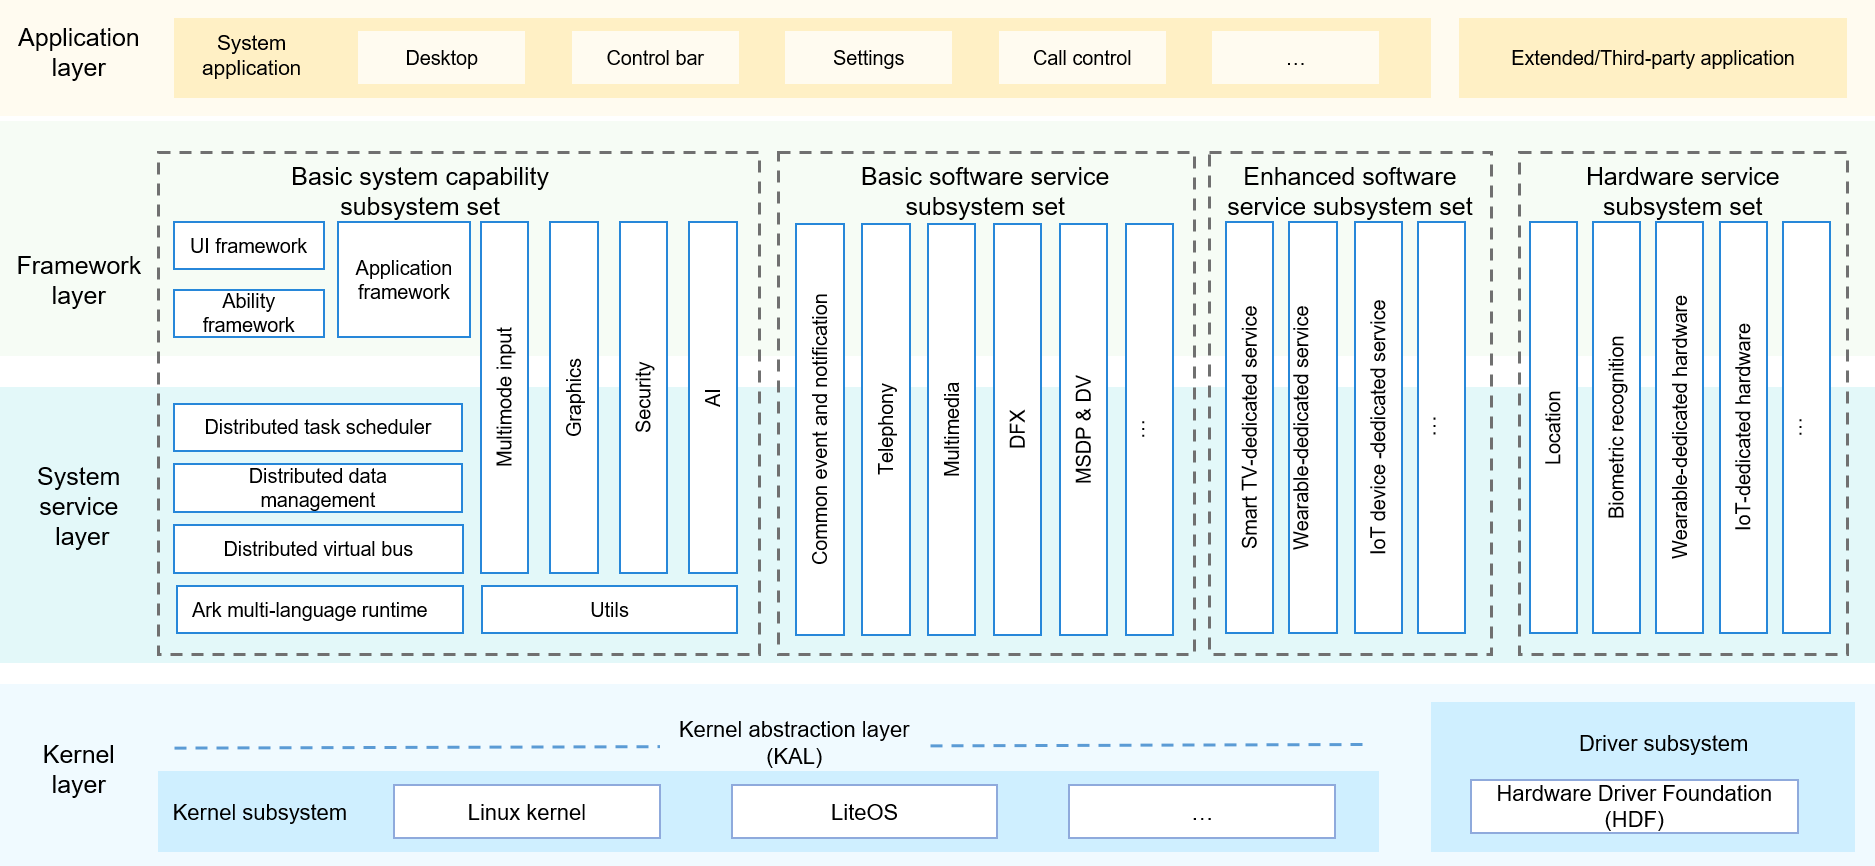 Application
layer
System
application
Desktop
Control bar
Settings
Call control
…
Extended/Third-party application
Framework
layer
System
service
layer
Basic system capability
subsystem set
UI framework
Ability
framework
Application
framework
Multimode input
Graphics
Security
AI
Distributed task scheduler
Distributed data
management
Distributed virtual bus
Ark multi-language runtime
Utils
Basic software service
subsystem set
Common event and notification
Telephony
Multimedia
DFX
MSDP & DV
…
Enhanced software
service subsystem set
Smart TV-dedicated service
Wearable-dedicated service
IoT device -dedicated service
…
Hardware service
subsystem set
Location
Biometric recognition
Wearable-dedicated hardware
IoT-dedicated hardware
…
Kernel
layer
Kernel abstraction layer
(KAL)
Kernel subsystem
Linux kernel
LiteOS
…
Driver subsystem
Hardware Driver Foundation
(HDF)